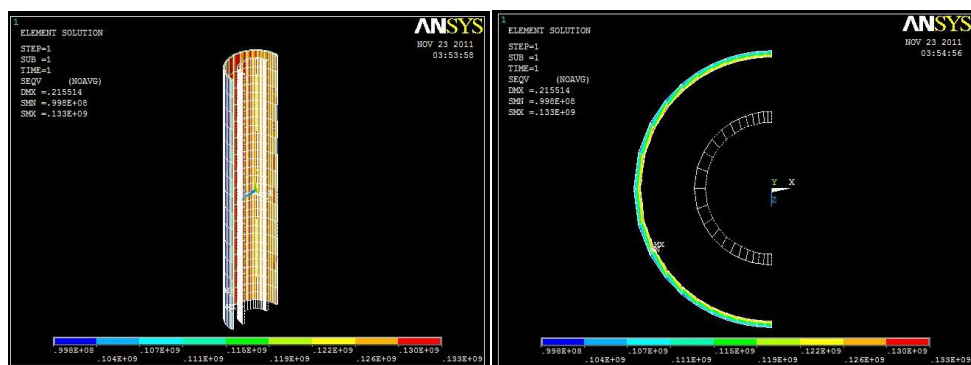 1
ELEMENT SOLUTION
STEP=1
SUB =1
TIME=1
SEQV (NOAVG)
DMX =.215514
SMN =.998E+08
SMX =.133E+09
ANSYS
NOV 23 2011
03:53:58
.998E+08 .107E+09 .115E+09 .122E+09 .130E+09
.104E+09 .111E+09 .119E+09 .126E+09 .133E+09
1
ELEMENT SOLUTION
STEP=1
SUB =1
TIME=1
SEQV (NOAVG)
DMX =.215514
SMN =.998E+08
SMX =.133E+09
ANSYS
NOV 23 2011
03:54:56
Y X
Z
MX
.998E+08 .107E+09 .115E+09 .122E+09 .130E+09
.104E+09 .111E+09 .119E+09 .126E+09 .133E+09